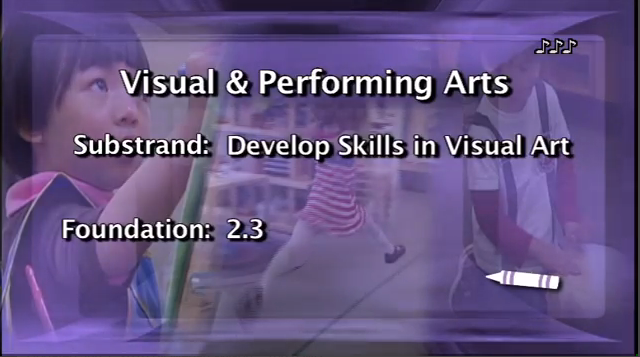 ♪♪♪
Visual & Performing Arts
Substrand: Develop Skills in Visual Art
Foundation: 2.3